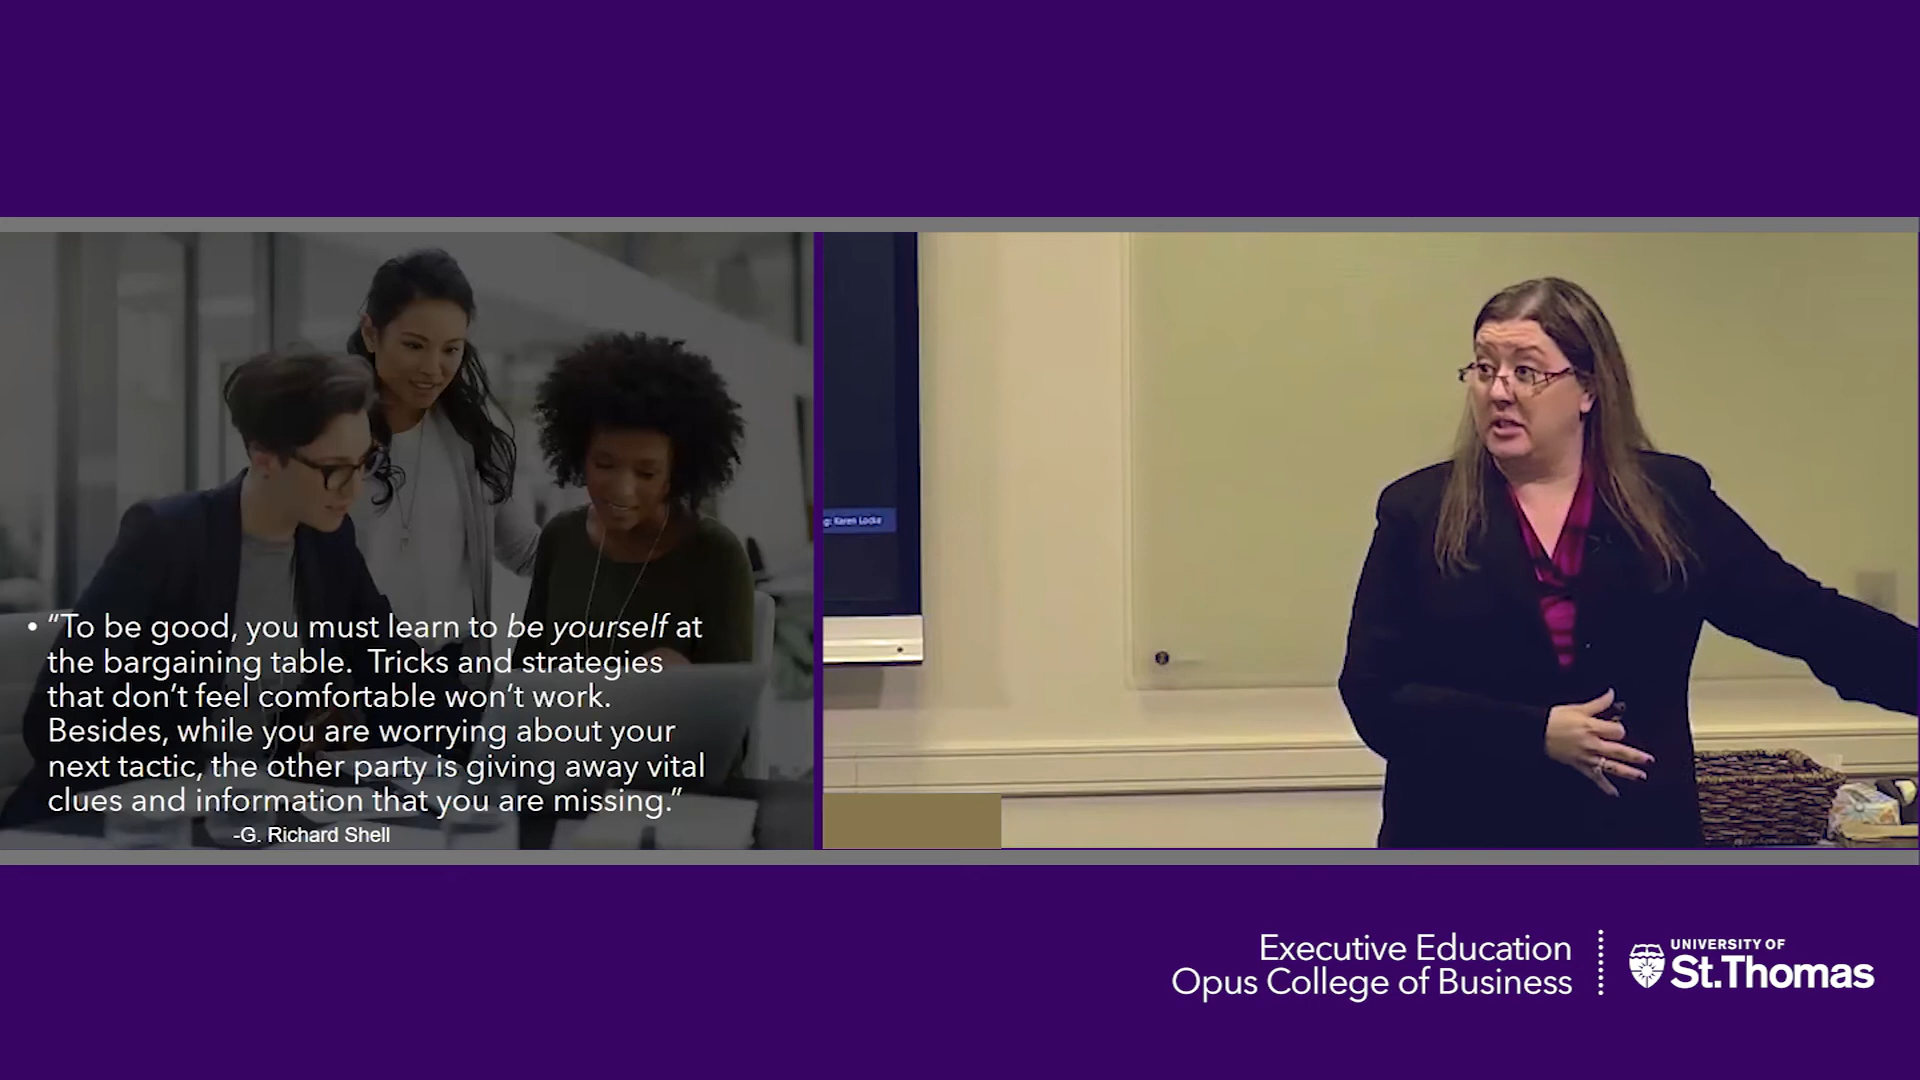 • “To be good, you must learn to be yourself at
the bargaining table.  Tricks and strategies
that don’t feel comfortable won’t work.
Besides, while you are worrying about your
next tactic, the other party is giving away vital
clues and information that you are missing.”
-G. Richard Shell
g: Karen Locke
Executive Education
Opus College of Business
UNIVERSITY OF
St.Thomas